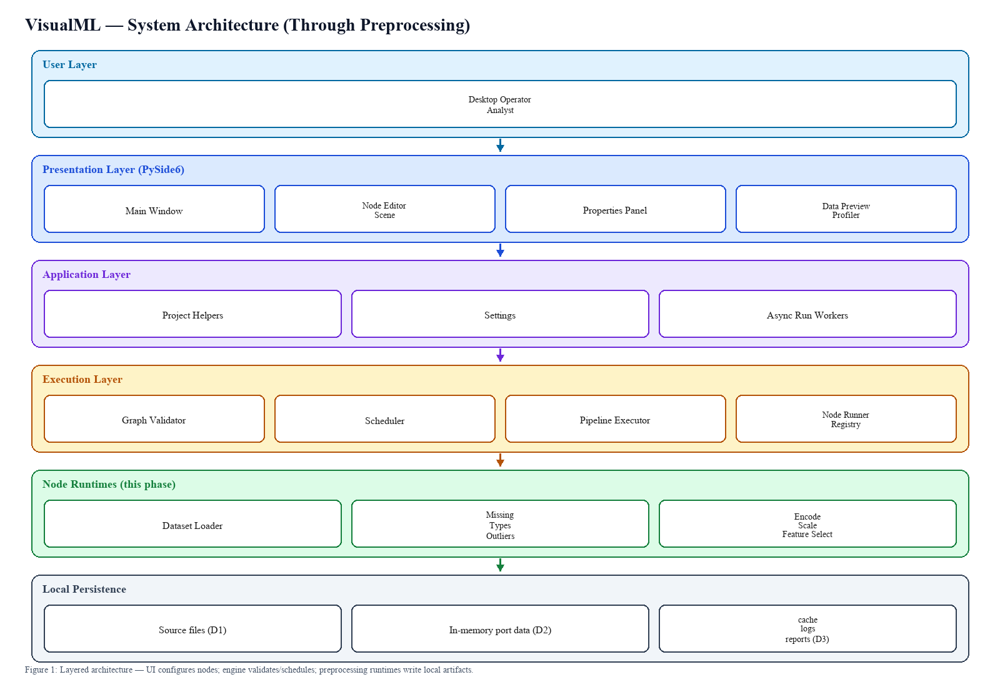 VisualML — System Architecture (Through Preprocessing)
User Layer
Desktop Operator
Analyst
Presentation Layer (PySide6)
Main Window
Node Editor
Scene
Properties Panel
Data Preview
Profiler
Application Layer
Project Helpers
Settings
Async Run Workers
Execution Layer
Graph Validator
Scheduler
Pipeline Executor
Node Runner
Registry
Node Runtimes (this phase)
Dataset Loader
Missing
Types
Outliers
Encode
Scale
Feature Select
Local Persistence
Source files (D1)
In-memory port data (D2)
cache
logs
reports (D3)
Figure 1: Layered architecture — UI configures nodes; engine validates/schedules; preprocessing runtimes write local artifacts.